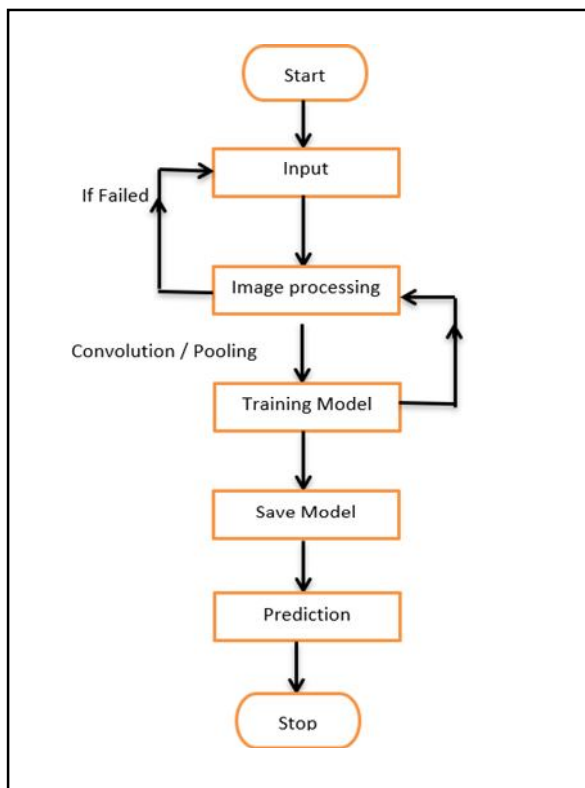 Start
Input
If Failed
Image processing
Convolution / Pooling
Training Model
Save Model
Prediction
Stop